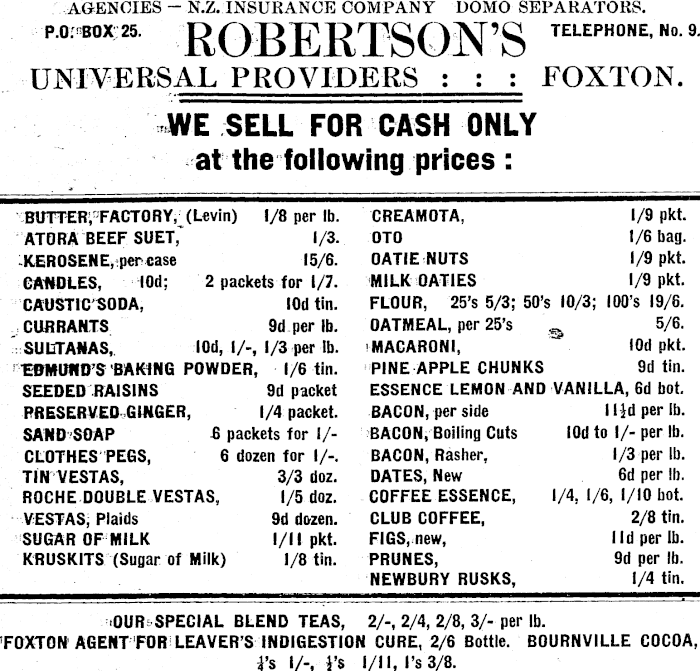 AGENCIES — N.Z. INSURANCE COMPANY DOMO SEPARATORS.
P.O. BOX 25. ROBERTSON'S TELEPHONE, No. 9.
UNIVERSAL PROVIDERS : : : FOXTON.
WE SELL FOR CASH ONLY
at the following prices :
BUTTER, FACTORY, (Levin) 1/8 per lb.
ATORA BEEF SUET, 1/3.
KEROSENE, per case 15/6.
CANDLES, 10d; 2 packets for 1/7.
CAUSTIC SODA, 10d tin.
CURRANTS 9d per lb.
SULTANAS, 10d, 1/-, 1/3 per lb.
EDMUND'S BAKING POWDER, 1/6 tin.
SEEDED RAISINS 9d packet
PRESERVED GINGER, 1/4 packet.
SAND SOAP 6 packets for 1/-
CLOTHES PEGS, 6 dozen for 1/-.
TIN VESTAS, 3/3 doz.
ROCHE DOUBLE VESTAS, 1/5 doz.
VESTAS, Plaids 9d dozen.
SUGAR OF MILK 1/11 pkt.
KRUSKITS (Sugar of Milk) 1/8 tin.
CREAMOTA, 1/9 pkt.
OTO 1/6 bag.
OATIE NUTS 1/9 pkt.
MILK OATIES 1/9 pkt.
FLOUR, 25's 5/3; 50's 10/3; 100's 19/6.
OATMEAL, per 25's 5/6.
MACARONI, 10d pkt.
PINE APPLE CHUNKS 9d tin.
ESSENCE LEMON AND VANILLA, 6d bot.
BACON, per side 11½d per lb.
BACON, Boiling Cuts 10d to 1/- per lb.
BACON, Rasher, 1/3 per lb.
DATES, New 6d per lb.
COFFEE ESSENCE, 1/4, 1/6, 1/10 bot.
CLUB COFFEE, 2/8 tin.
FIGS, new, 11d per lb.
PRUNES, 9d per lb.
NEWBURY RUSKS, 1/4 tin.
OUR SPECIAL BLEND TEAS, 2/-, 2/4, 2/8, 3/- per lb.
FOXTON AGENT FOR LEAVER'S INDIGESTION CURE, 2/6 Bottle. BOURNVILLE COCOA,
¼'s 1/-, ½'s 1/11, 1's 3/8.